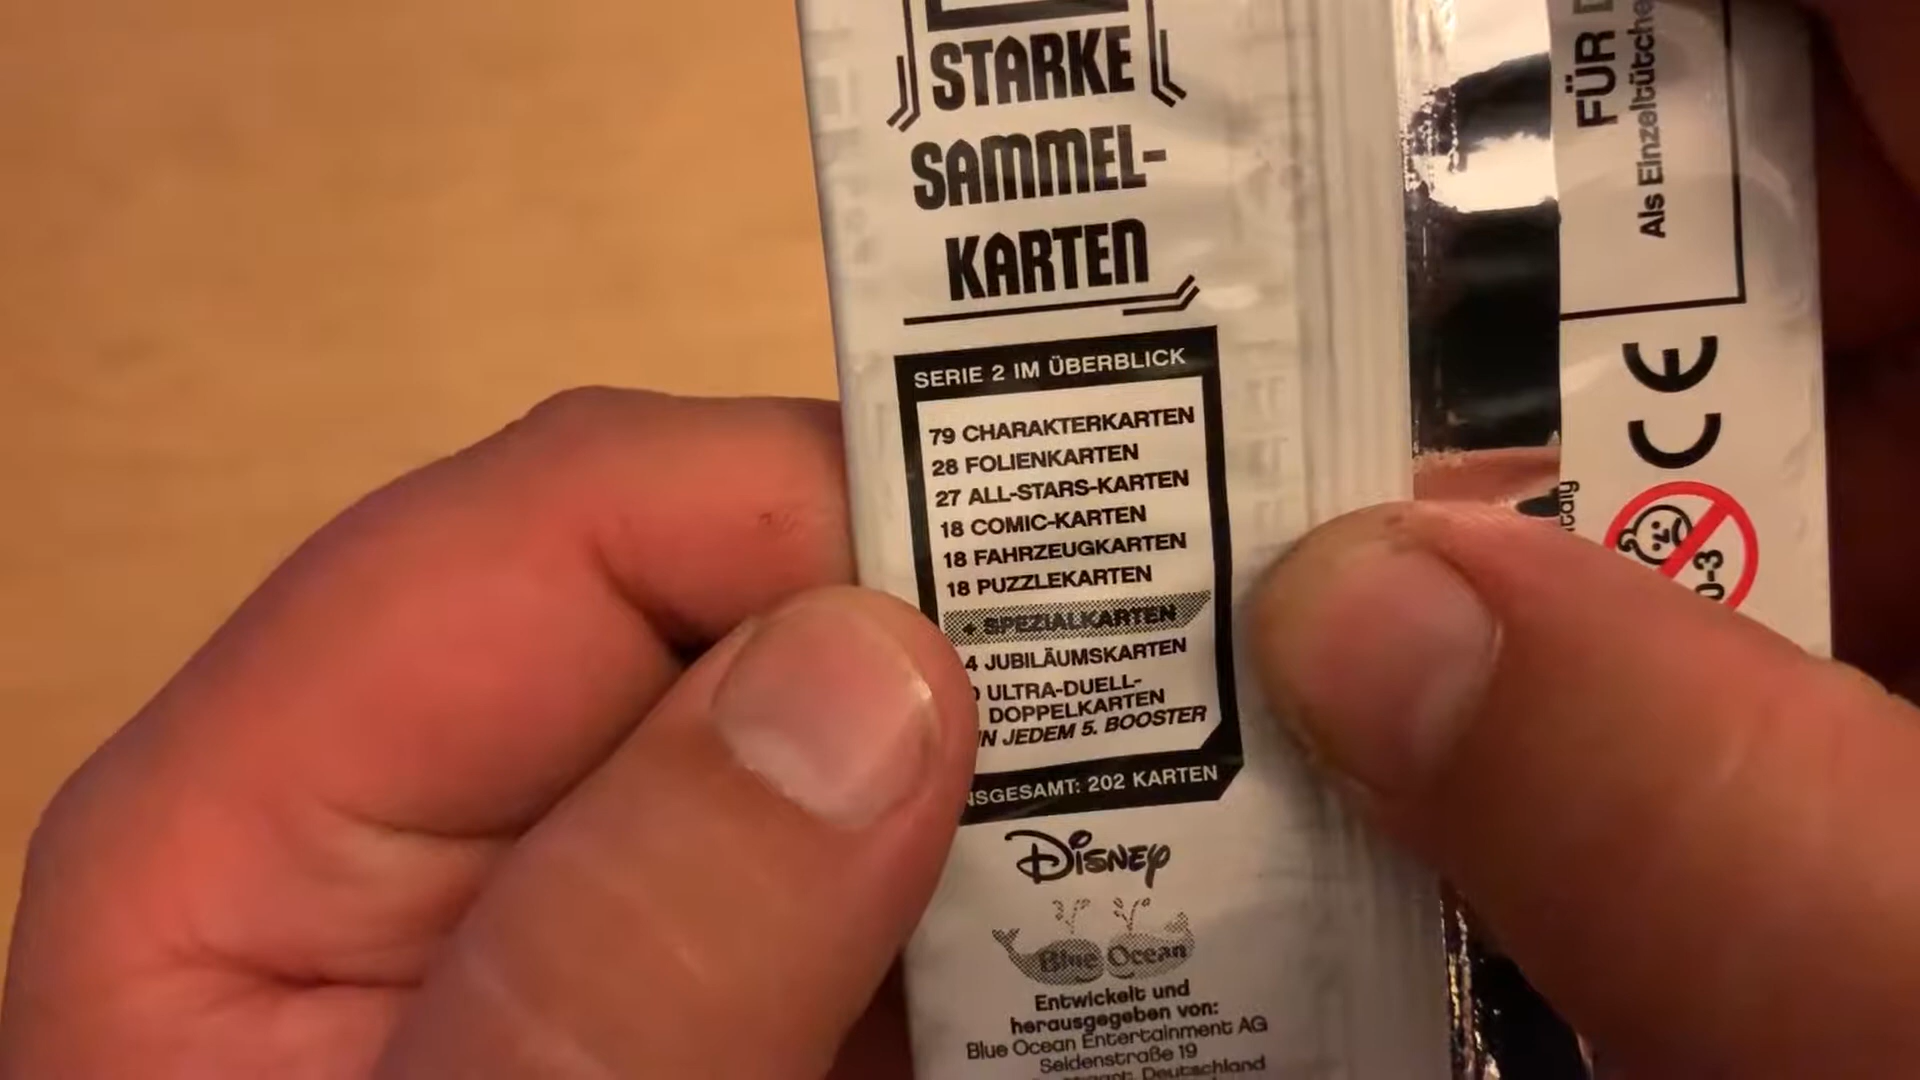 STARKE
SAMMEL-
KARTEN
SERIE 2 IM ÜBERBLICK
79 CHARAKTERKARTEN
28 FOLIENKARTEN
27 ALL-STARS-KARTEN
18 COMIC-KARTEN
18 FAHRZEUGKARTEN
18 PUZZLEKARTEN
+ SPEZIALKARTEN
4 JUBILÄUMSKARTEN
ULTRA-DUELL-
DOPPELKARTEN
IN JEDEM 5. BOOSTER
INSGESAMT: 202 KARTEN
DISNEY
Blue Ocean
Entwickelt und
herausgegeben von:
Blue Ocean Entertainment AG
Seidenstraße 19
Deutschland
FÜR
Als
CE
0-3